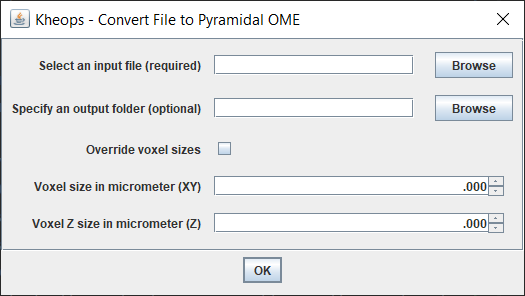 Kheops - Convert File to Pyramidal OME
Select an input file (required)
Browse
Specify an output folder (optional)
Browse
Override voxel sizes
Voxel size in micrometer (XY)
.000
Voxel Z size in micrometer (Z)
.000
OK